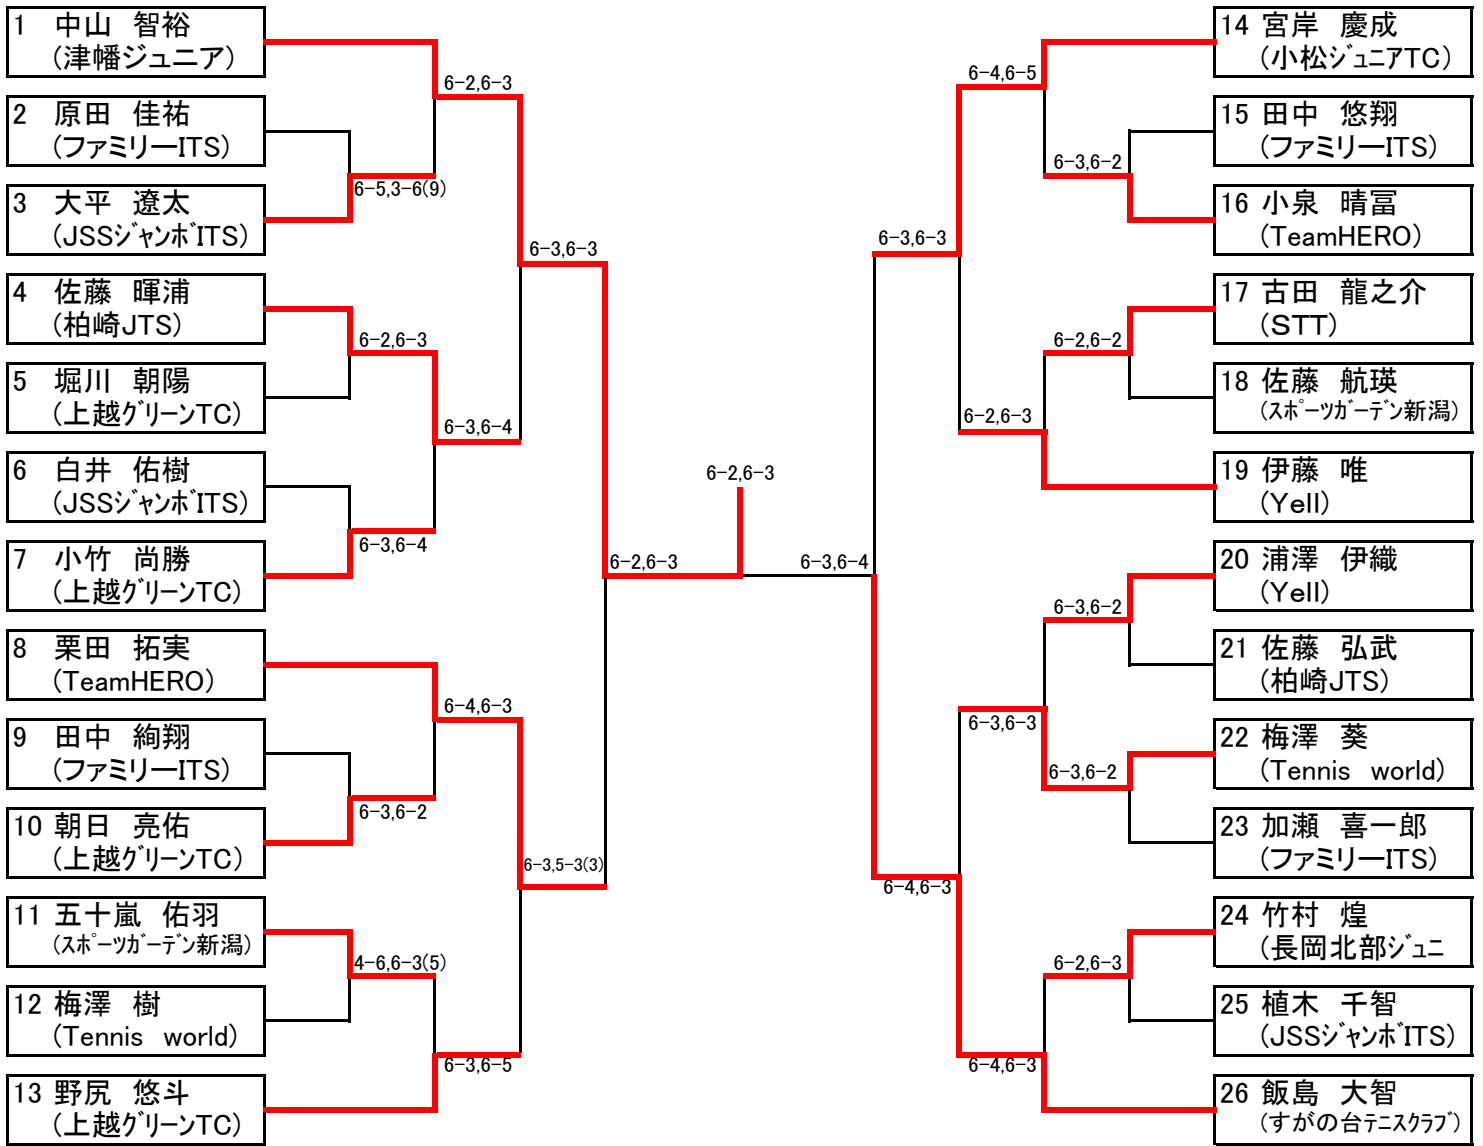 1 中山 智裕
(津幡ジュニア)
2 原田 佳祐
(ファミリーITS)
3 大平 遼太
(JSSジャンボITS)
4 佐藤 暉浦
(柏崎JTS)
5 堀川 朝陽
(上越グリーンTC)
6 白井 佑樹
(JSSジャンボITS)
7 小竹 尚勝
(上越グリーンTC)
8 栗田 拓実
(TeamHERO)
9 田中 絢翔
(ファミリーITS)
10 朝日 亮佑
(上越グリーンTC)
11 五十嵐 佑羽
(スポーツガーデン新潟)
12 梅澤 樹
(Tennis world)
13 野尻 悠斗
(上越グリーンTC)
6-2,6-3
6-5,3-6(9)
6-3,6-3
6-2,6-3
6-3,6-4
6-3,6-4
6-2,6-3
6-4,6-3
6-3,6-2
6-3,5-3(3)
4-6,6-3(5)
6-3,6-5
6-2,6-3
6-3,6-4
6-4,6-5
6-3,6-2
6-3,6-3
6-2,6-2
6-2,6-3
6-3,6-2
6-3,6-3
6-3,6-2
6-4,6-3
6-2,6-3
6-4,6-3
14 宮岸 慶成
(小松ジュニアTC)
15 田中 悠翔
(ファミリーITS)
16 小泉 晴冨
(TeamHERO)
17 古田 龍之介
(STT)
18 佐藤 航瑛
(スポーツガーデン新潟)
19 伊藤 唯
(Yell)
20 浦澤 伊織
(Yell)
21 佐藤 弘武
(柏崎JTS)
22 梅澤 葵
(Tennis world)
23 加瀬 喜一郎
(ファミリーITS)
24 竹村 煌
(長岡北部ジュニ
25 植木 千智
(JSSジャンボITS)
26 飯島 大智
(すがの台テニスクラブ)